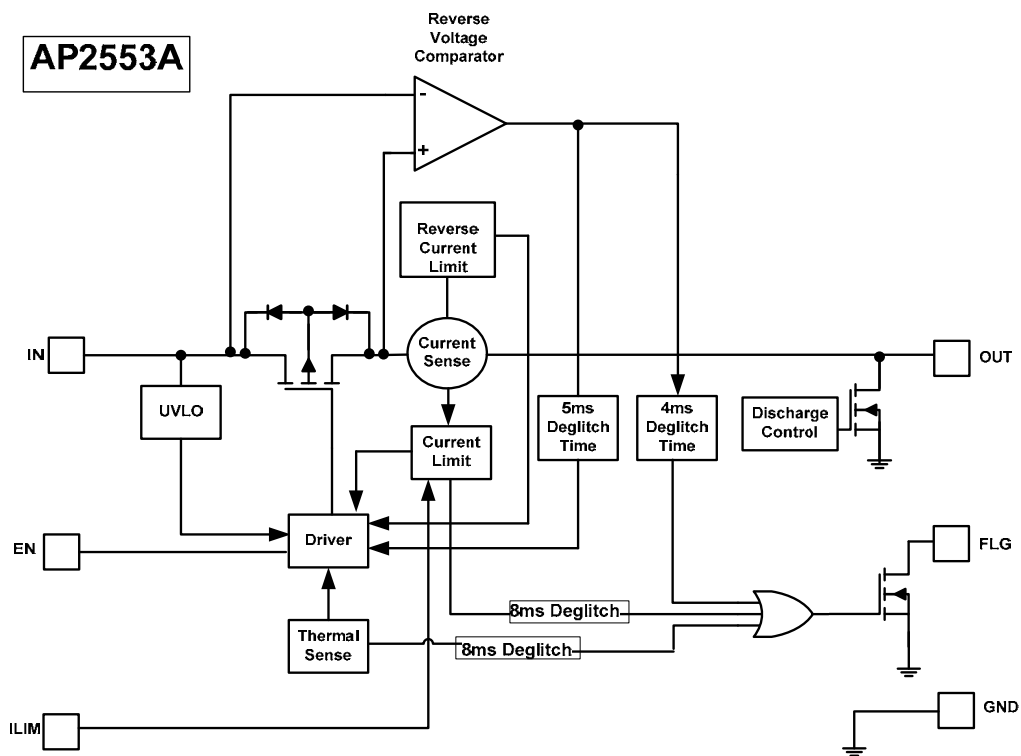 AP2553A
Reverse
Voltage
Comparator
-
+
Reverse
Current
Limit
IN
Current
Sense
OUT
UVLO
5ms
Deglitch
Time
4ms
Deglitch
Time
Discharge
Control
Current
Limit
Driver
EN
FLG
8ms Deglitch
Thermal
Sense
8ms Deglitch
ILIM
GND